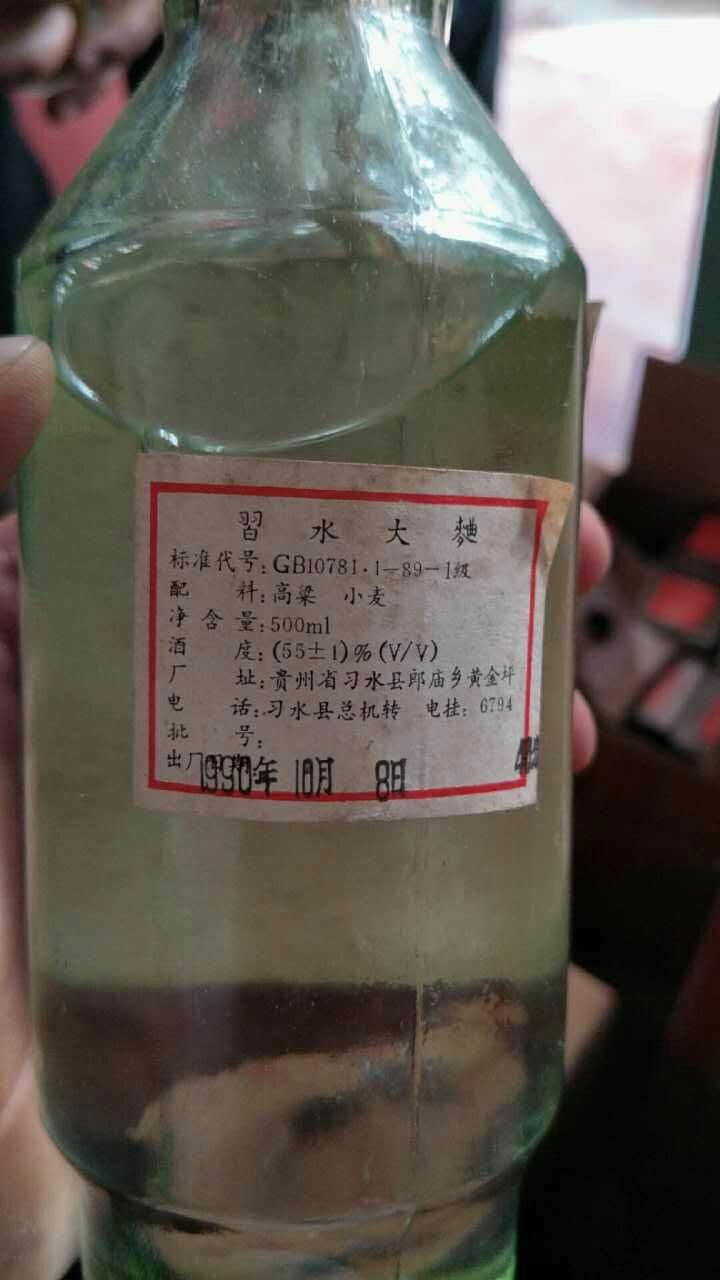 習水大麯
标准代号:GB10781.1-89-1级
配料:高粱 小麦
净含量:500ml
酒度:(55±1)%(V/V)
厂址:贵州省习水县郎庙乡黄金坪
电话:习水县总机转 电挂:6794
批号:
出厂日期:1990年 10月 8日